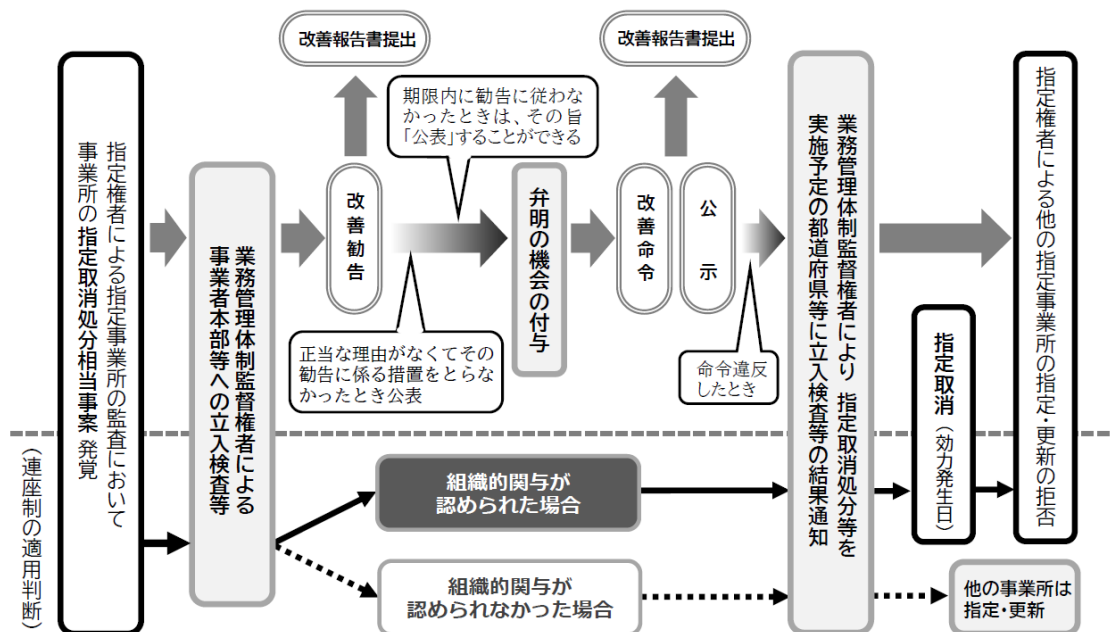 改善報告書提出
改善報告書提出
期限内に勧告に従わな
かったときは、その旨
「公表」することができる
指定権者による指定事業所の監査において
事業所の指定取消処分相当事案 発覚
業務管理体制監督権者による
事業者本部等への立入検査等
改善勧告
弁明の機会の付与
改善命令
公示
業務管理体制監督権者により 指定取消処分等を
実施予定の都道府県等に立入検査等の結果通知
指定権者による他の指定事業所の指定・更新の拒否
正当な理由がなくてその
勧告に係る措置をとらな
かったとき公表
命令違反
したとき
指定取消
（効力発生日）
（連座制の適用判断）
組織的関与が
認められた場合
組織的関与が
認められなかった場合
他の事業所は
指定・更新